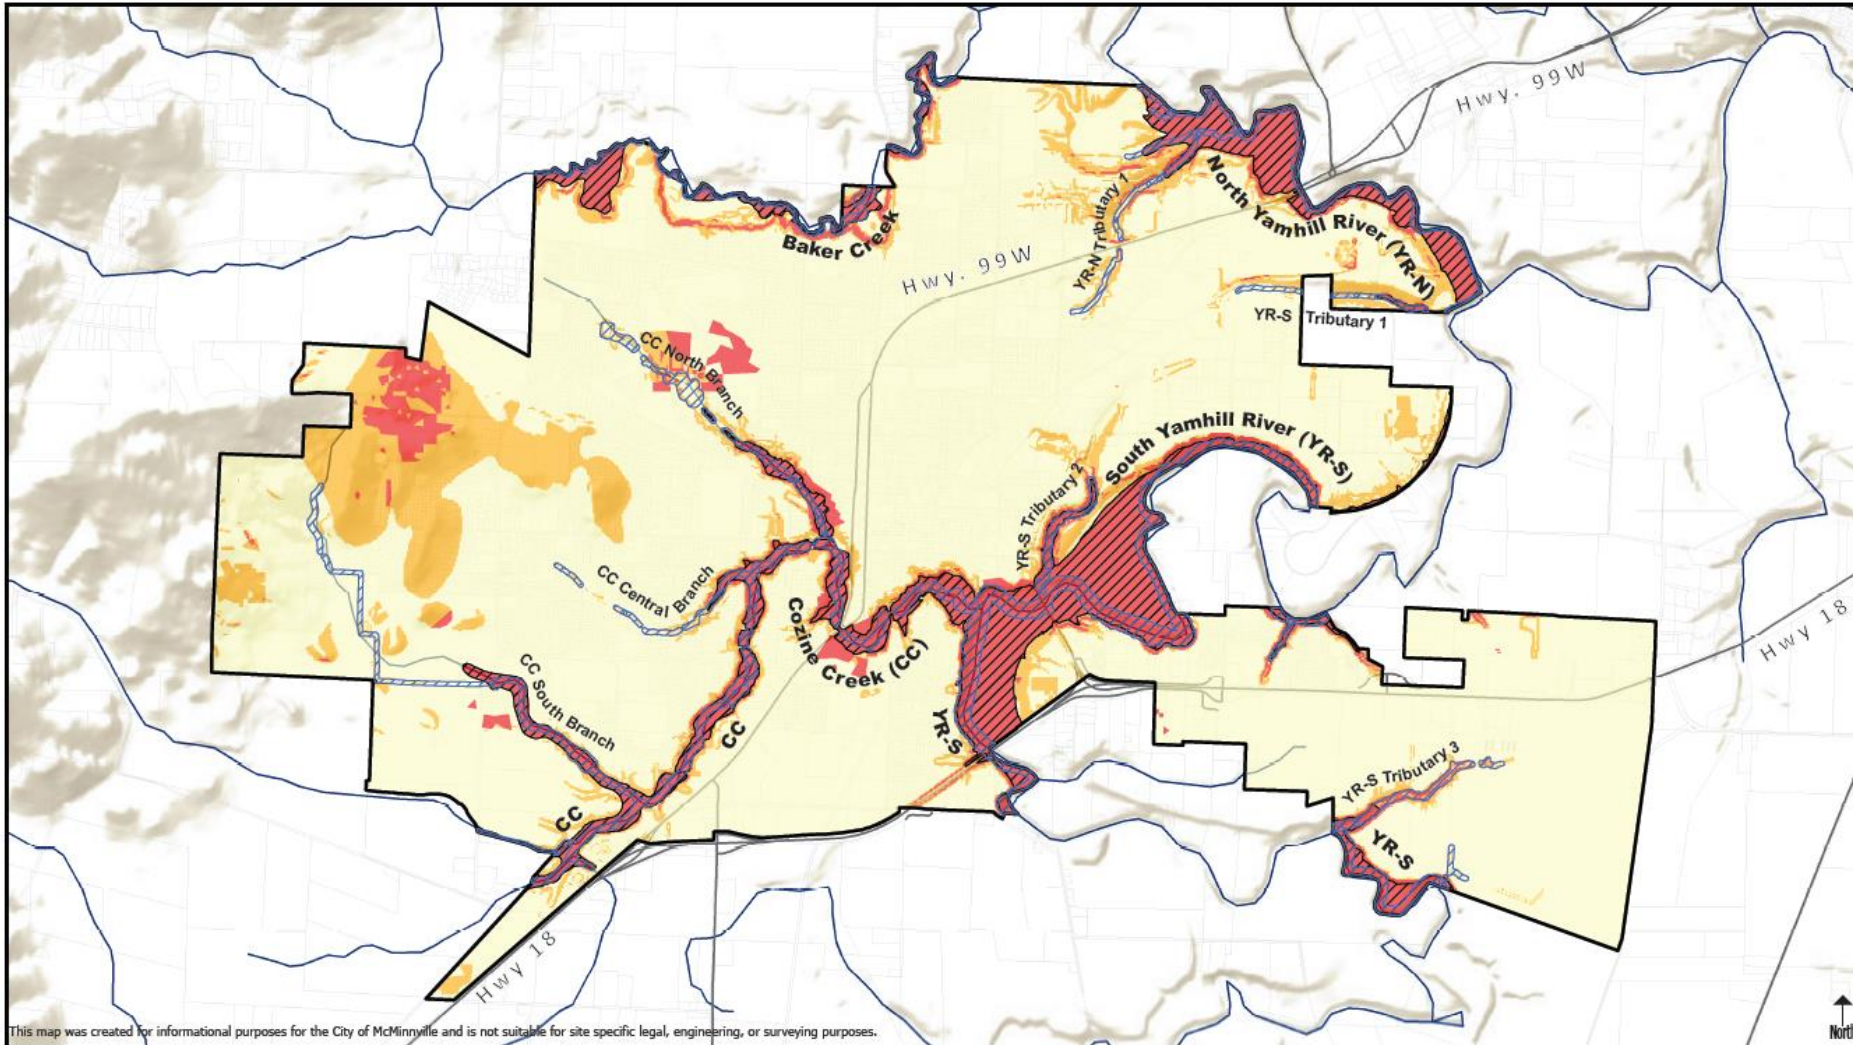 Hwy. 99W
North Yamhill River (YR-N)
YR-N Tributary 1
Baker Creek
Hwy. 99W
YR-S Tributary 1
CC North Branch
South Yamhill River (YR-S)
YR-S Tributary 2
CC Central Branch
Cozine Creek (CC)
Hwy 18
CC South Branch
CC
YR-S
YR-S Tributary 3
CC
YR-S
Hwy 18
This map was created for informational purposes for the City of McMinnville and is not suitable for site specific legal, engineering, or surveying purposes.
North